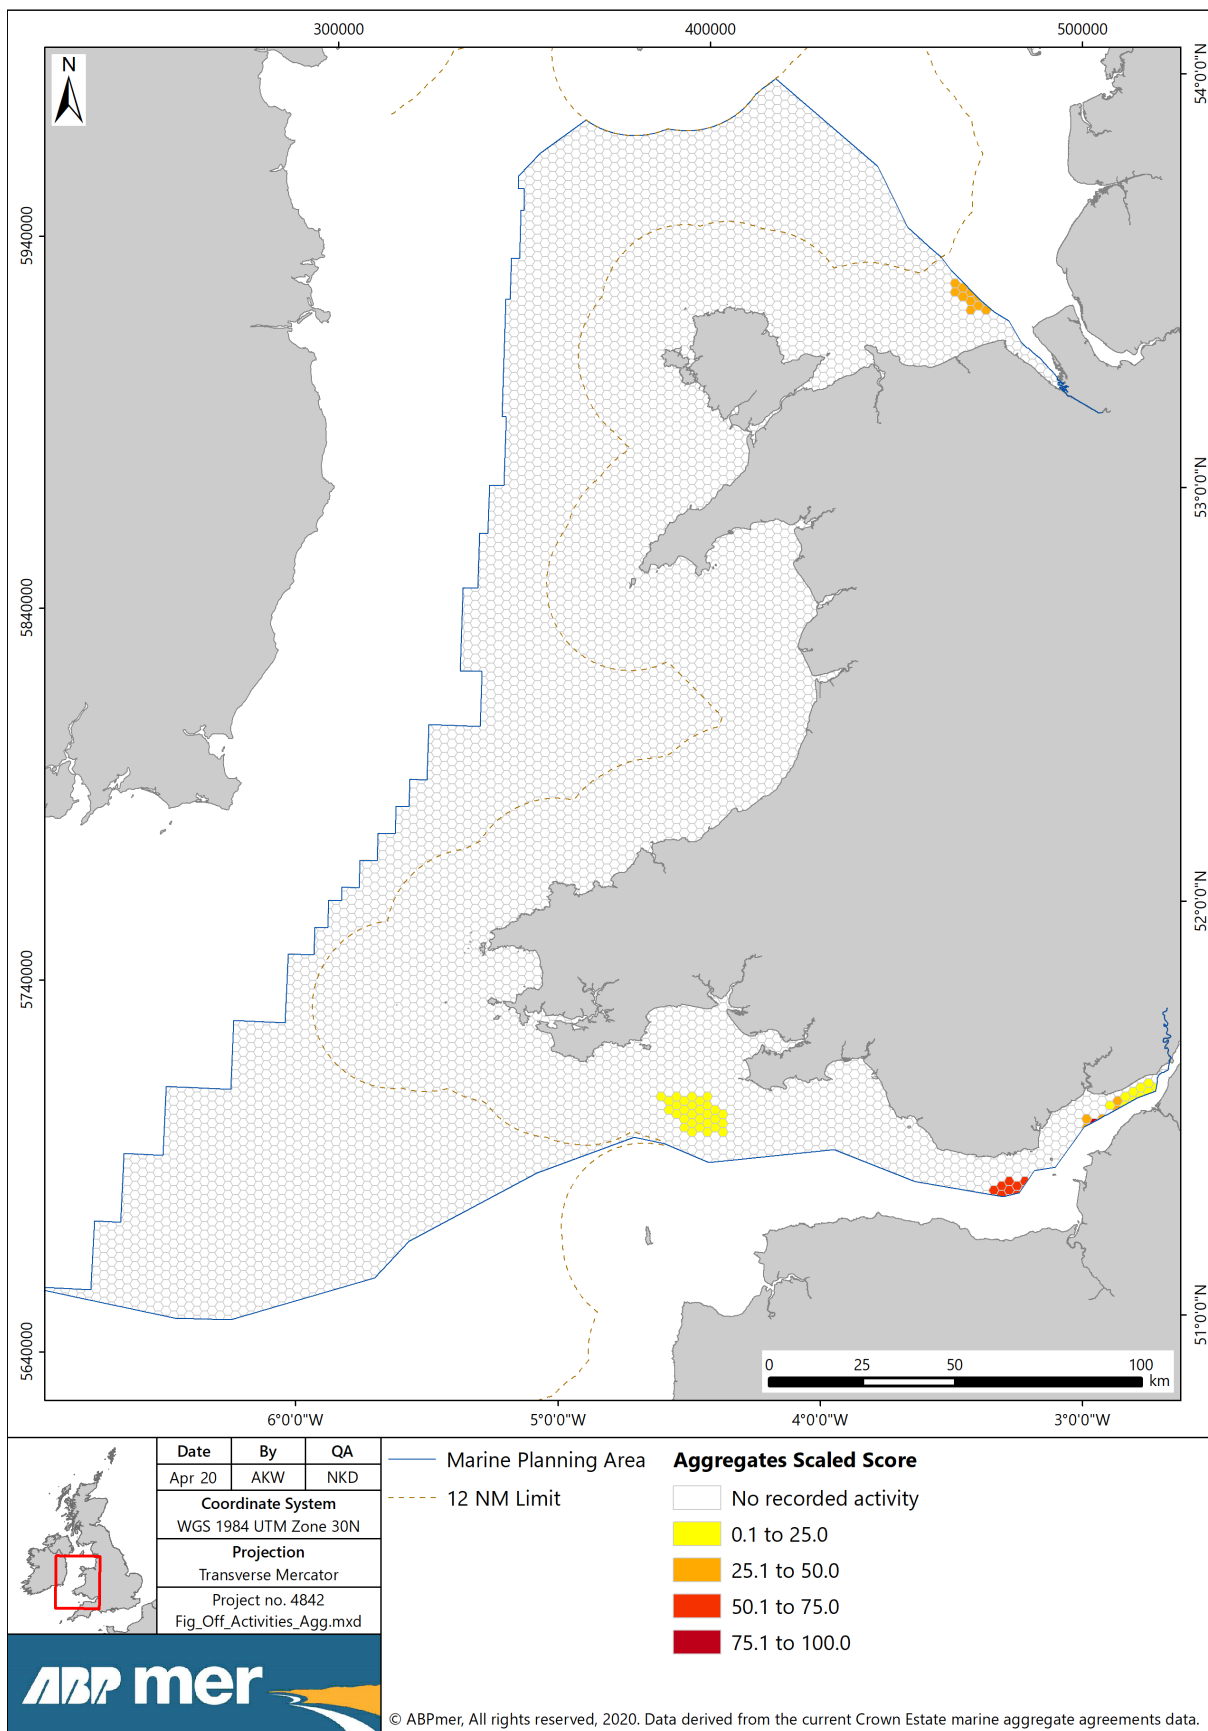 300000
400000
500000
N
54°0'0"N
5940000
53°0'0"N
5840000
52°0'0"N
5740000
51°0'0"N
5640000
0
25
50
100
km
6°0'0"W
5°0'0"W
4°0'0"W
3°0'0"W
Date
By
QA
Apr 20
AKW
NKD
Coordinate System
WGS 1984 UTM Zone 30N
Projection
Transverse Mercator
Project no. 4842
Fig_Off_Activities_Agg.mxd
ABP mer
Marine Planning Area
12 NM Limit
Aggregates Scaled Score
No recorded activity
0.1 to 25.0
25.1 to 50.0
50.1 to 75.0
75.1 to 100.0
© ABPmer, All rights reserved, 2020. Data derived from the current Crown Estate marine aggregate agreements data.